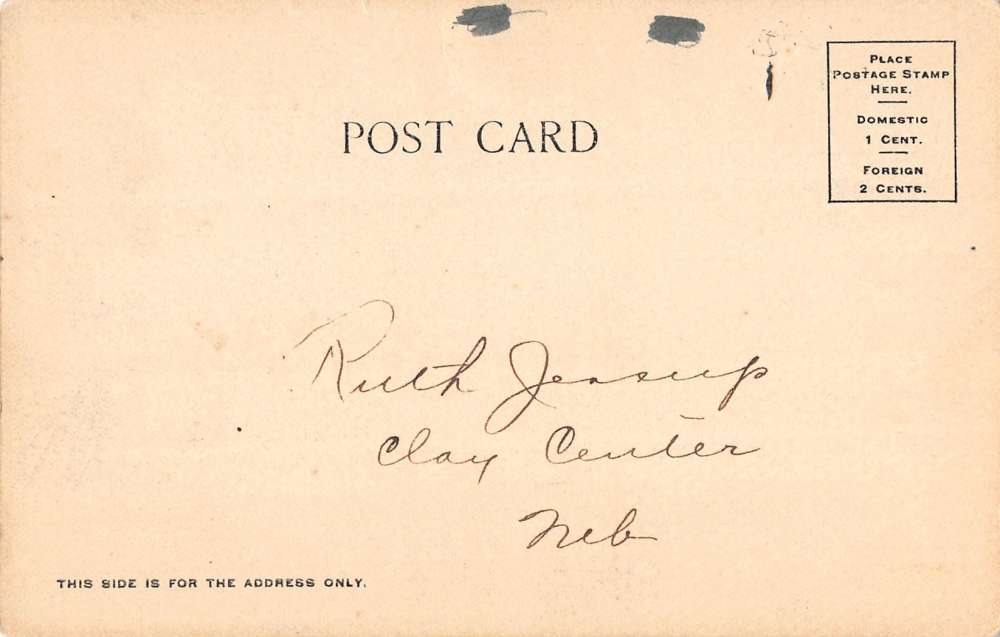 POST CARD
PLACE
POSTAGE STAMP
HERE.
DOMESTIC
1 CENT.
FOREIGN
2 CENTS.
Ruth Jessup
Clay Center
Neb
THIS SIDE IS FOR THE ADDRESS ONLY.